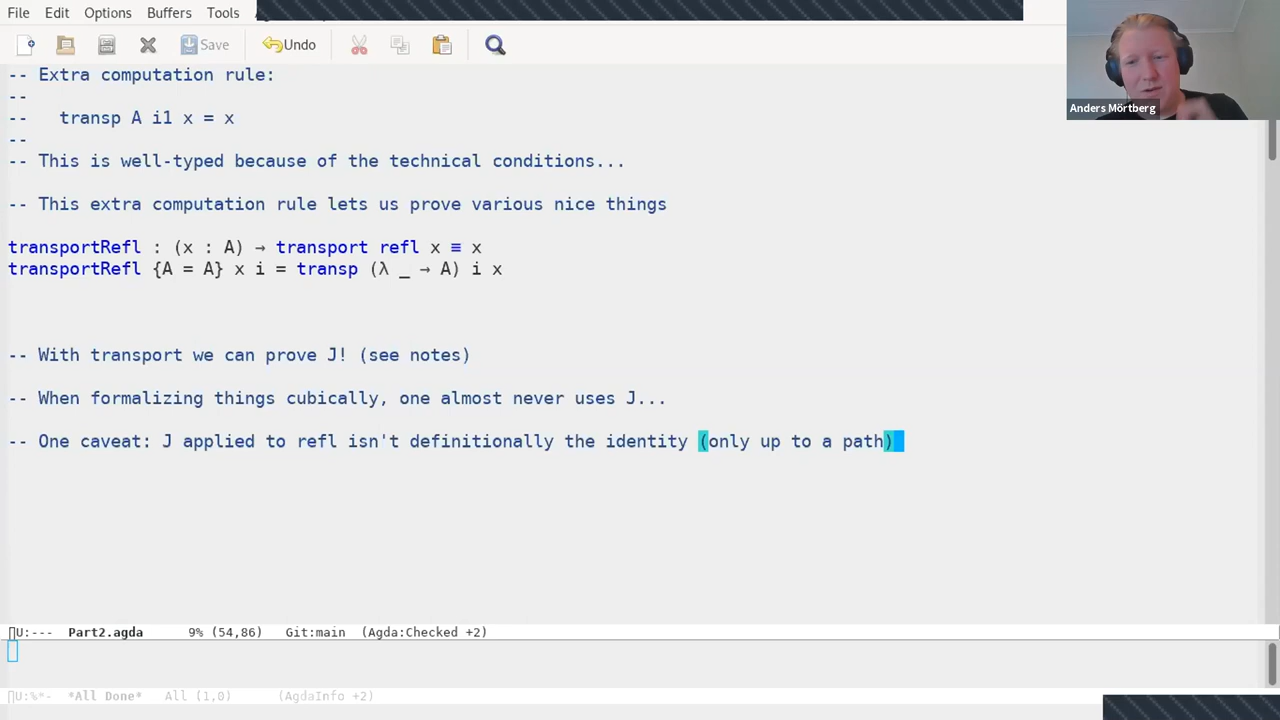 File Edit Options Buffers Tools
Save Undo
Anders Mörtberg
-- Extra computation rule:
--
-- transp A i1 x = x
--
-- This is well-typed because of the technical conditions...
-- This extra computation rule lets us prove various nice things
transportRefl : (x : A) → transport refl x ≡ x
transportRefl {A = A} x i = transp (λ _ → A) i x
-- With transport we can prove J! (see notes)
-- When formalizing things cubically, one almost never uses J...
-- One caveat: J applied to refl isn't definitionally the identity (only up to a path)
U:--- Part2.agda 9% (54,86) Git:main (Agda:Checked +2)
U:%*- *All Done* All (1,0) (AgdaInfo +2)